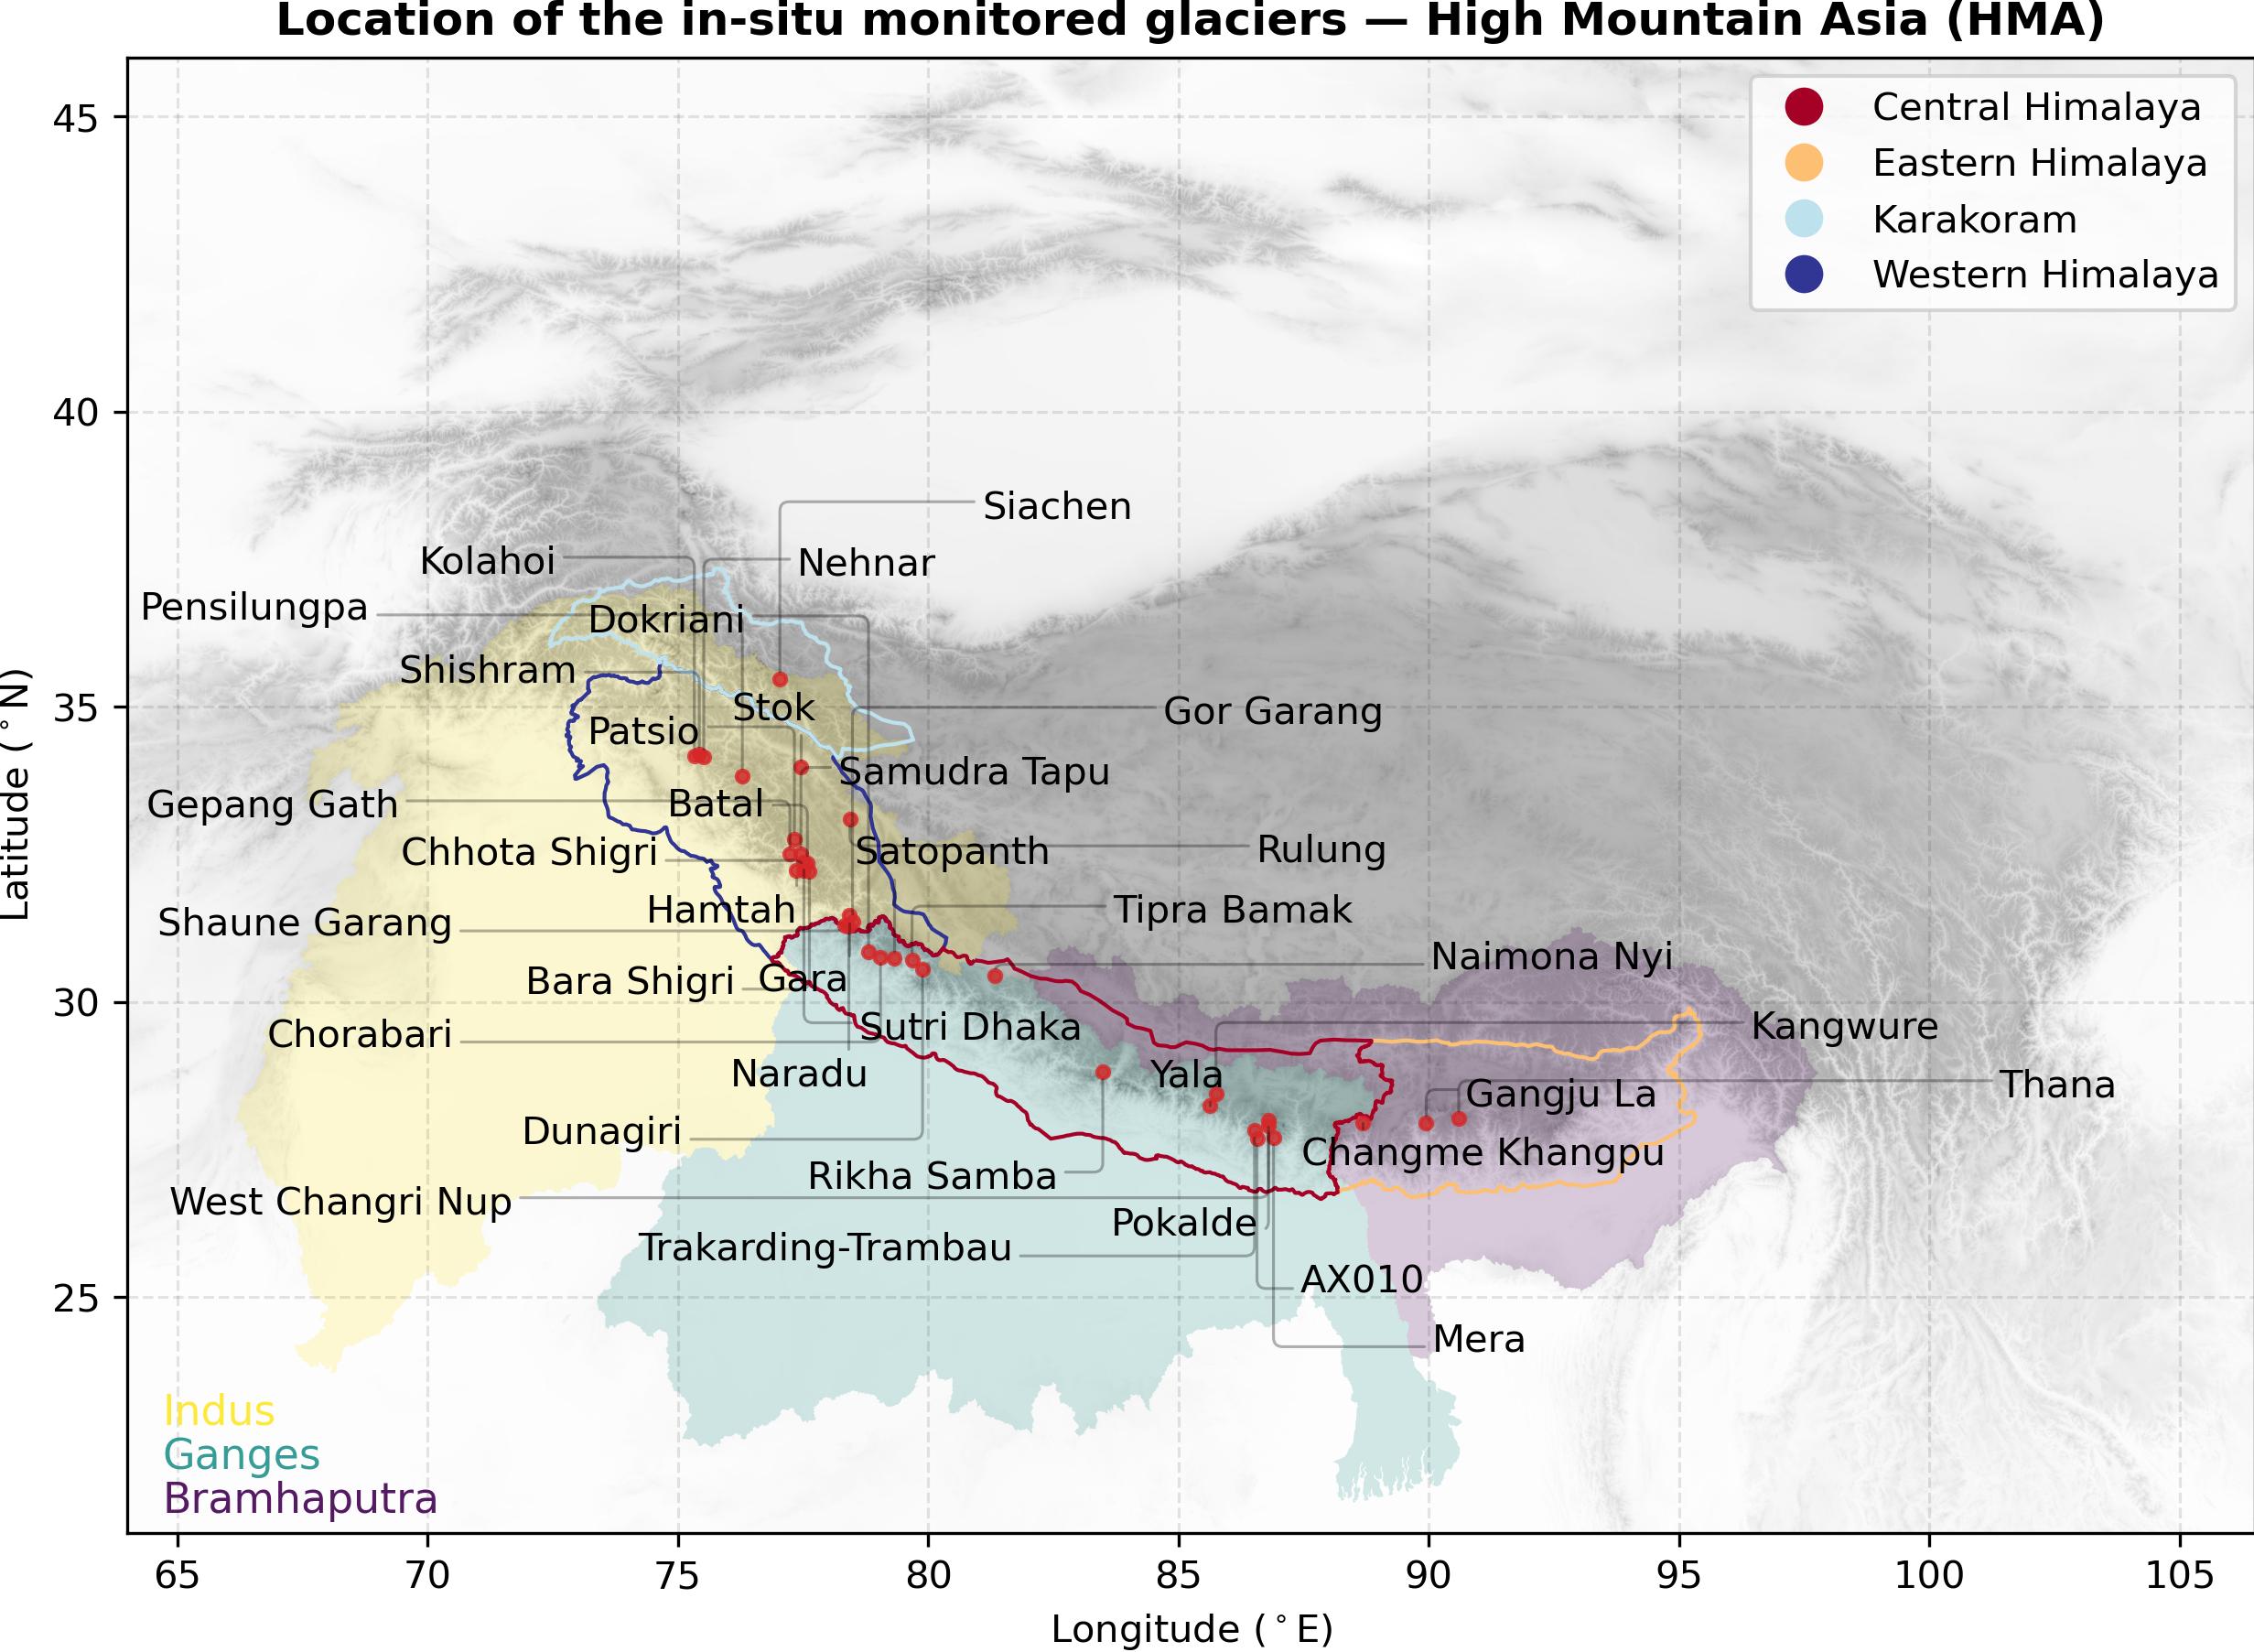 Location of the in-situ monitored glaciers — High Mountain Asia (HMA)
Central Himalaya
Eastern Himalaya
Karakoram
Western Himalaya
45
40
35
30
25
Latitude (°N)
Siachen
Kolahoi
Nehnar
Pensilungpa
Dokriani
Shishram
Stok
Gor Garang
Patsio
Samudra Tapu
Gepang Gath
Batal
Chhota Shigri
Satopanth
Rulung
Hamtah
Tipra Bamak
Shaune Garang
Naimona Nyi
Bara Shigri
Gara
Chorabari
Sutri Dhaka
Kangwure
Naradu
Yala
Thana
Gangju La
Dunagiri
Changme Khangpu
Rikha Samba
West Changri Nup
Pokalde
Trakarding-Trambau
AX010
Mera
Indus
Ganges
Bramhaputra
65 70 75 80 85 90 95 100 105
Longitude (°E)